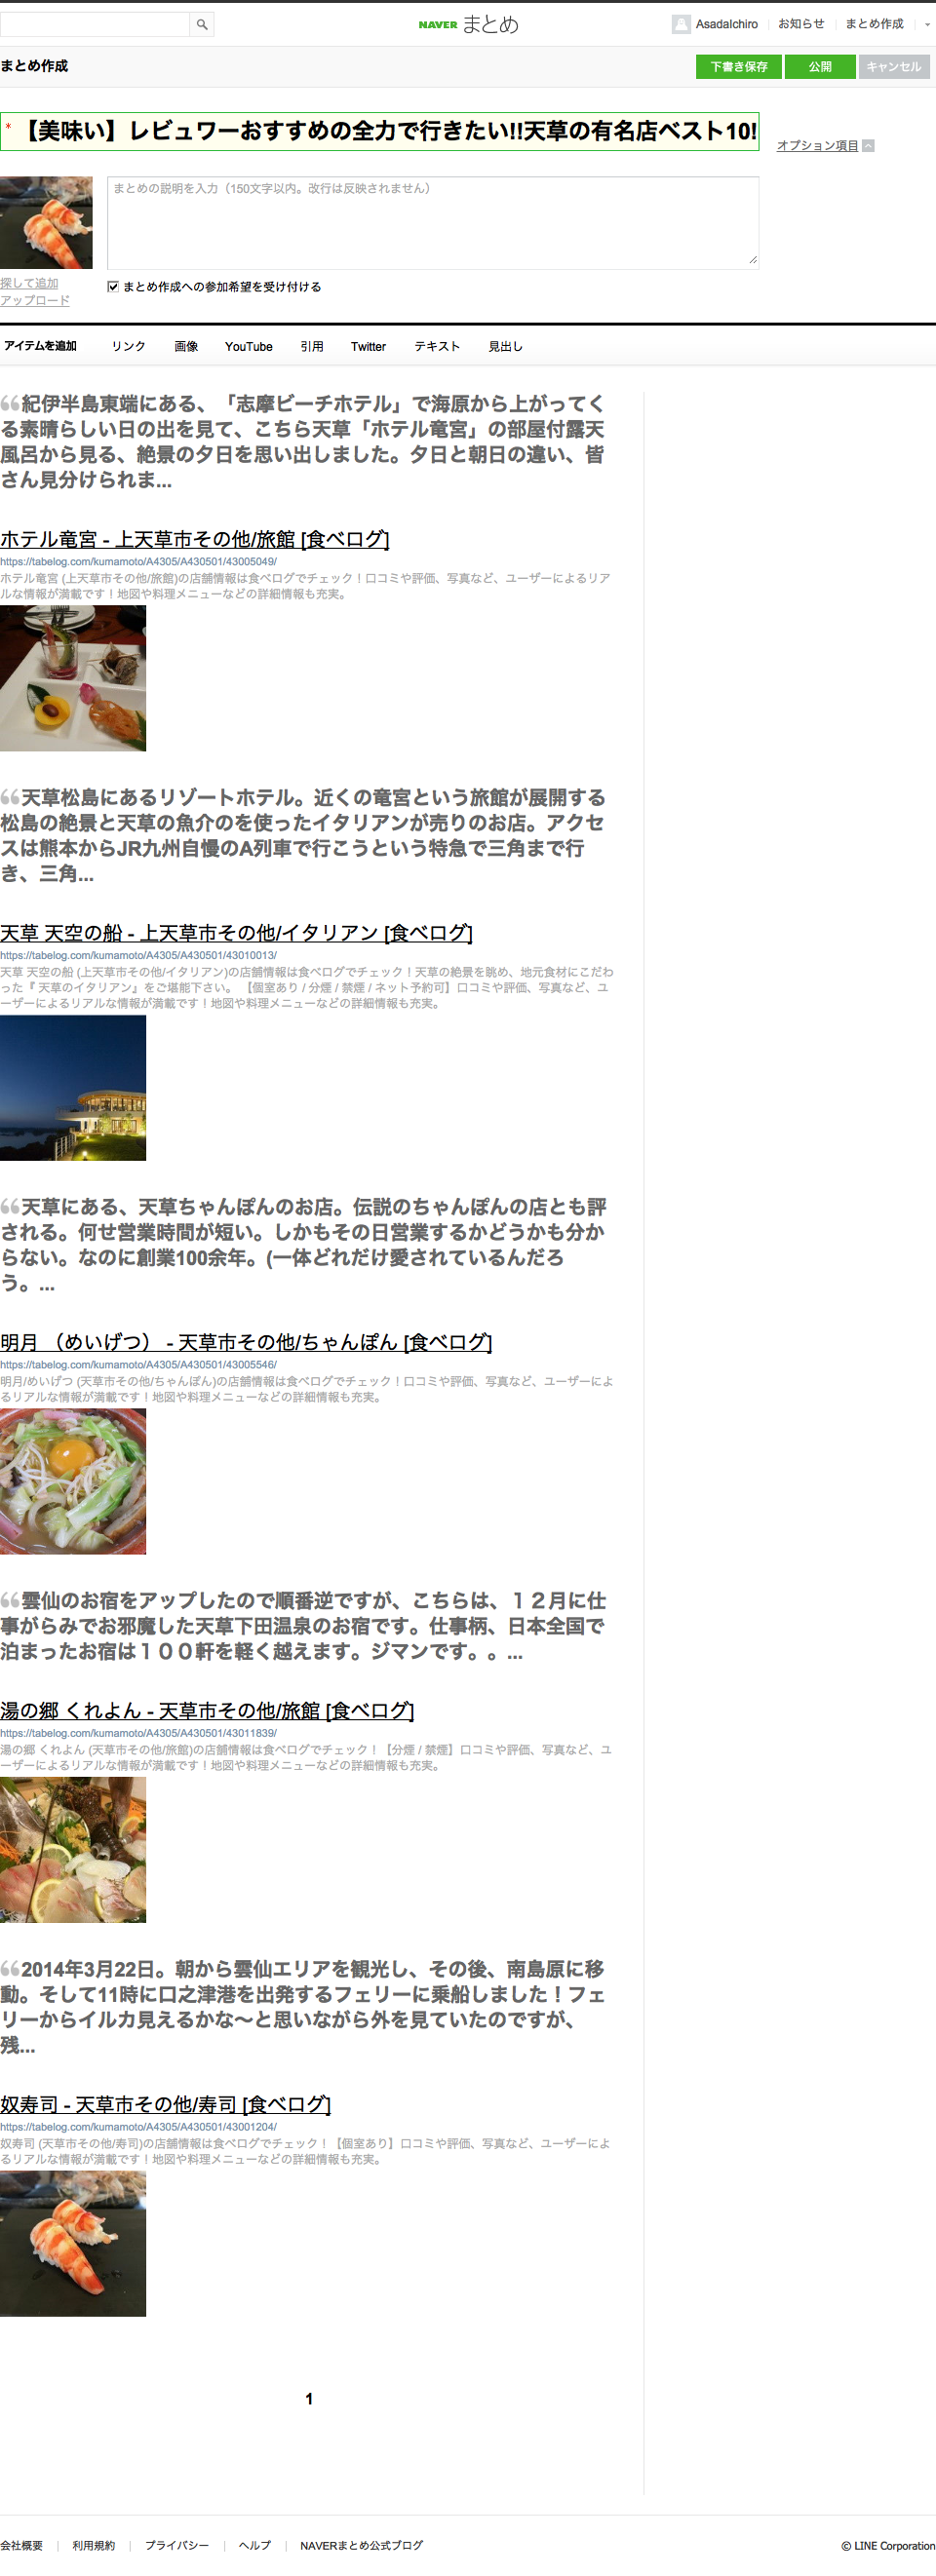 NAVER まとめ
AsadaIchiro お知らせ まとめ作成
まとめ作成
下書き保存 公開 キャンセル
* 【美味い】レビュワーおすすめの全力で行きたい!!天草の有名店ベスト10!
オプション項目
まとめの説明を入力（150文字以内。改行は反映されません）
探して追加
アップロード
まとめ作成への参加希望を受け付ける
アイテムを追加 リンク 画像 YouTube 引用 Twitter テキスト 見出し
紀伊半島東端にある、「志摩ビーチホテル」で海原から上がってく
る素晴らしい日の出を見て、こちら天草「ホテル竜宮」の部屋付露天
風呂から見る、絶景の夕日を思い出しました。夕日と朝日の違い、皆
さん見分けられま...
ホテル竜宮 - 上天草市その他/旅館 [食べログ]
https://tabelog.com/kumamoto/A4305/A430501/43005049/
ホテル竜宮 (上天草市その他/旅館)の店舗情報は食べログでチェック！口コミや評価、写真など、ユーザーによるリア
ルな情報が満載です！地図や料理メニューなどの詳細情報も充実。
天草松島にあるリゾートホテル。近くの竜宮という旅館が展開する
松島の絶景と天草の魚介のを使ったイタリアンが売りのお店。アクセ
スは熊本からJR九州自慢のA列車で行こうという特急で三角まで行
き、三角...
天草 天空の船 - 上天草市その他/イタリアン [食べログ]
https://tabelog.com/kumamoto/A4305/A430501/43010013/
天草 天空の船 (上天草市その他/イタリアン)の店舗情報は食べログでチェック！天草の絶景を眺め、地元食材にこだわ
った『 天草のイタリアン』をご堪能下さい。 【個室あり / 分煙 / 禁煙 / ネット予約可】口コミや評価、写真など、ユ
ーザーによるリアルな情報が満載です！地図や料理メニューなどの詳細情報も充実。
天草にある、天草ちゃんぽんのお店。伝説のちゃんぽんの店とも評
される。何せ営業時間が短い。しかもその日営業するかどうかも分か
らない。なのに創業100余年。(一体どれだけ愛されているんだろ
う。...
明月 （めいげつ） - 天草市その他/ちゃんぽん [食べログ]
https://tabelog.com/kumamoto/A4305/A430501/43005546/
明月/めいげつ (天草市その他/ちゃんぽん)の店舗情報は食べログでチェック！口コミや評価、写真など、ユーザーによ
るリアルな情報が満載です！地図や料理メニューなどの詳細情報も充実。
雲仙のお宿をアップしたので順番逆ですが、こちらは、１２月に仕
事がらみでお邪魔した天草下田温泉のお宿です。仕事柄、日本全国で
泊まったお宿は１００軒を軽く越えます。ジマンです。。...
湯の郷 くれよん - 天草市その他/旅館 [食べログ]
https://tabelog.com/kumamoto/A4305/A430501/43011839/
湯の郷 くれよん (天草市その他/旅館)の店舗情報は食べログでチェック！【分煙 / 禁煙】口コミや評価、写真など、ユ
ーザーによるリアルな情報が満載です！地図や料理メニューなどの詳細情報も充実。
2014年3月22日。朝から雲仙エリアを観光し、その後、南島原に移
動。そして11時に口之津港を出発するフェリーに乗船しました！フェ
リーからイルカ見えるかな〜と思いながら外を見ていたのですが、
残...
奴寿司 - 天草市その他/寿司 [食べログ]
https://tabelog.com/kumamoto/A4305/A430501/43001204/
奴寿司 (天草市その他/寿司)の店舗情報は食べログでチェック！【個室あり】口コミや評価、写真など、ユーザーによ
るリアルな情報が満載です！地図や料理メニューなどの詳細情報も充実。
1
会社概要 利用規約 プライバシー ヘルプ NAVERまとめ公式ブログ
© LINE Corporation